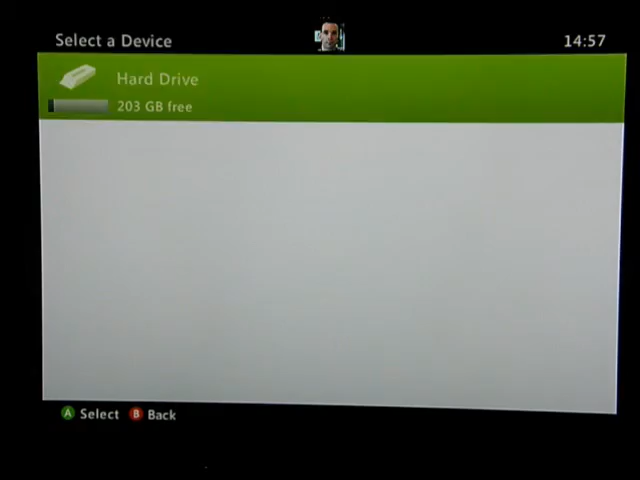 Select a Device
14:57
Hard Drive
203 GB free
A Select B Back